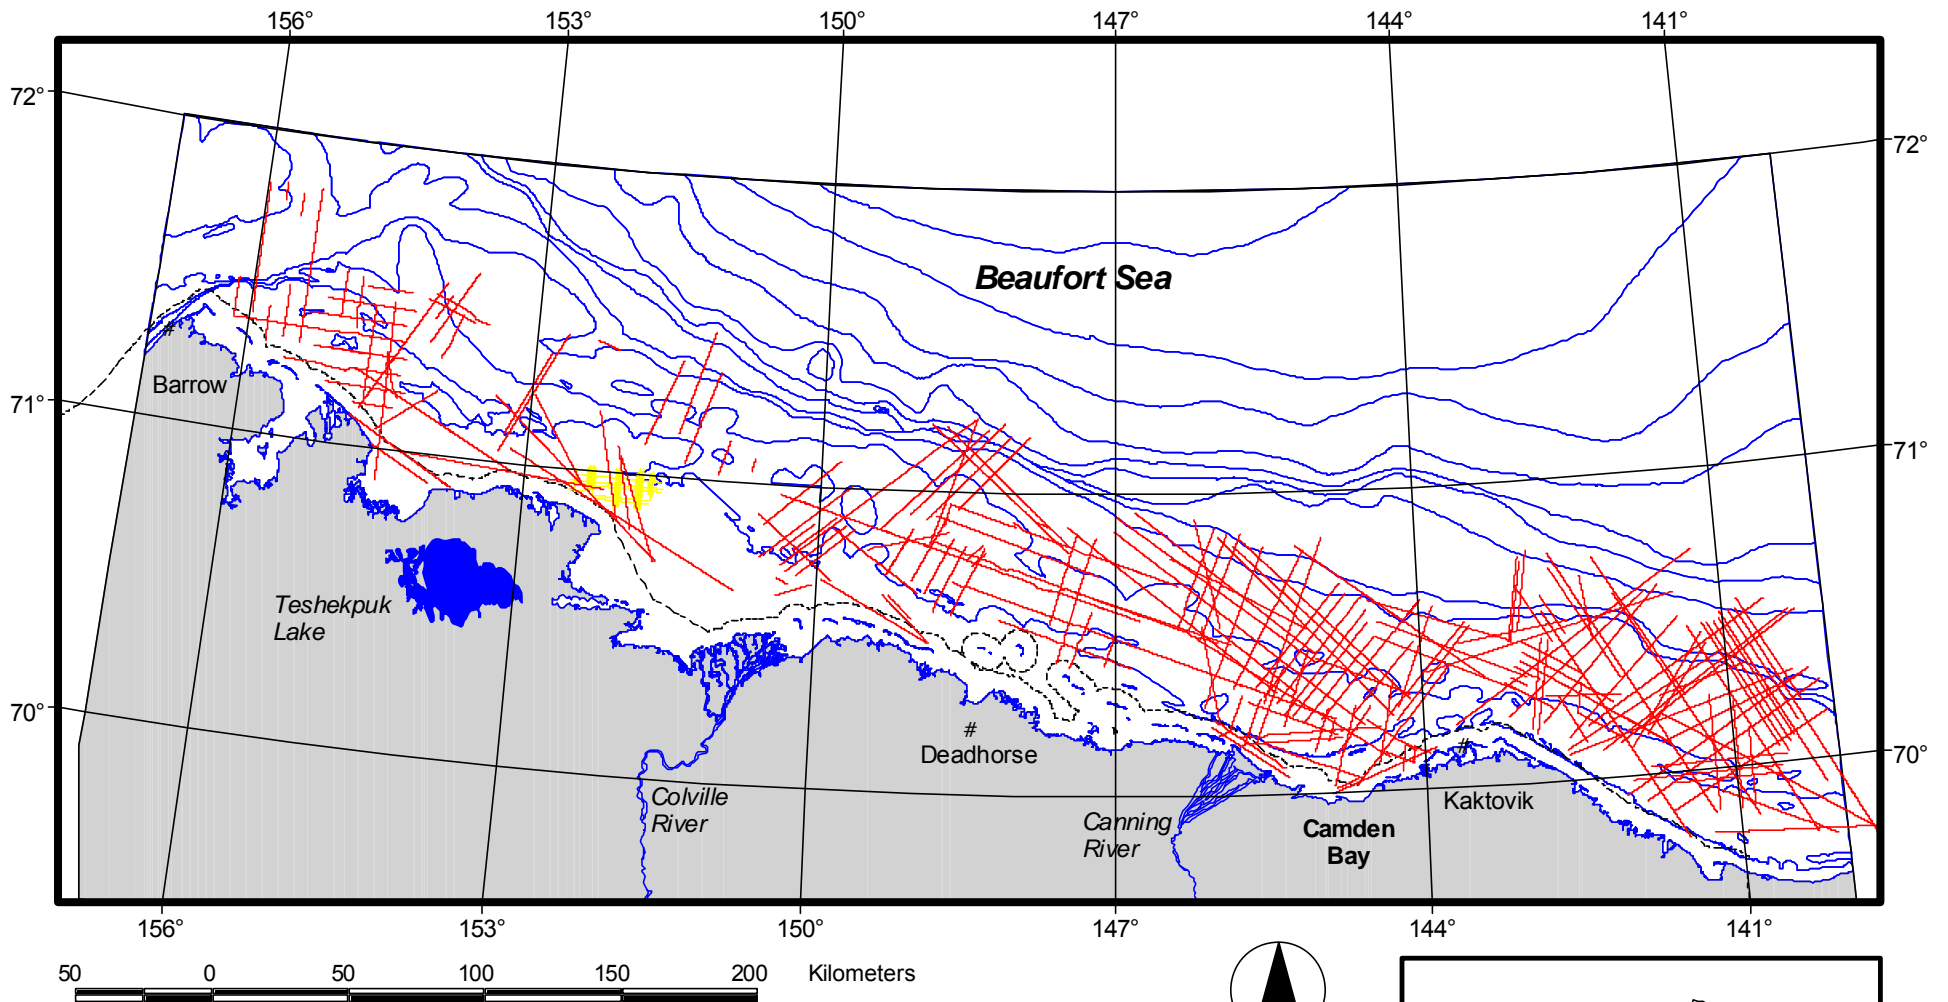 156° 153° 150° 147° 144° 141°
72° 72°
Beaufort Sea
Barrow
71° 71°
Teshekpuk
Lake
70° 70°
#
#
#
Deadhorse
Colville
River
Canning
River
Camden
Bay
Kaktovik
156° 153° 150° 147° 144° 141°
50 0 50 100 150 200 Kilometers